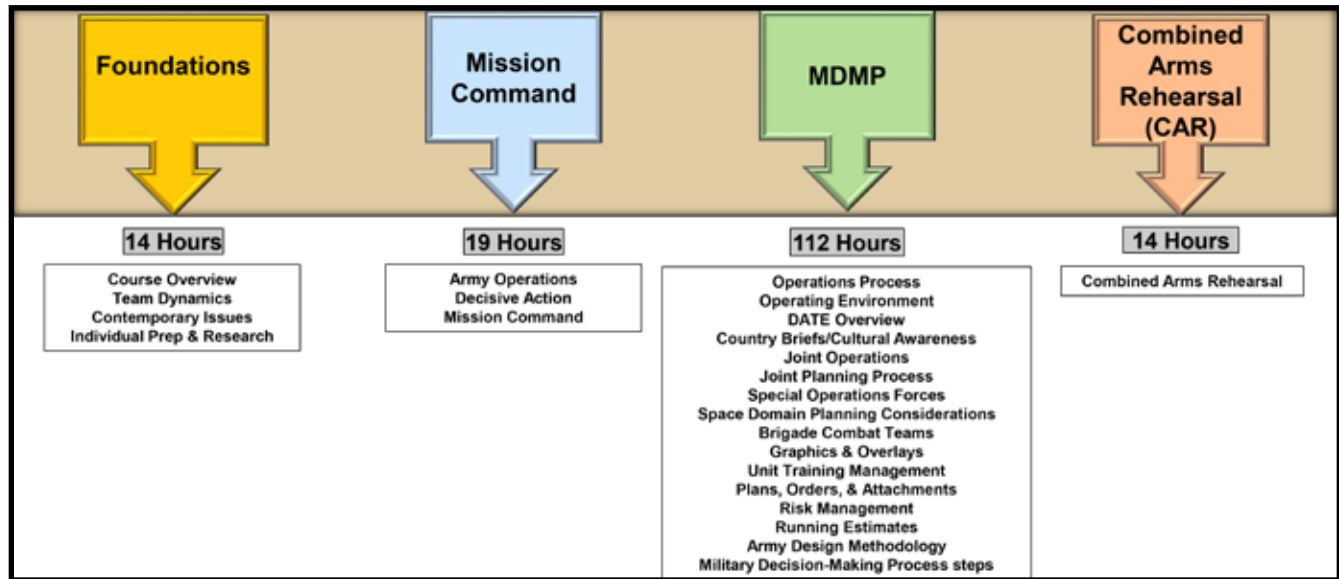 Foundations
14 Hours
Course Overview
Team Dynamics
Contemporary Issues
Individual Prep & Research
Mission
Command
19 Hours
Army Operations
Decisive Action
Mission Command
MDMP
112 Hours
Operations Process
Operating Environment
DATE Overview
Country Briefs/Cultural Awareness
Joint Operations
Joint Planning Process
Special Operations Forces
Space Domain Planning Considerations
Brigade Combat Teams
Graphics & Overlays
Unit Training Management
Plans, Orders, & Attachments
Risk Management
Running Estimates
Army Design Methodology
Military Decision-Making Process steps
Combined
Arms
Rehearsal
(CAR)
14 Hours
Combined Arms Rehearsal